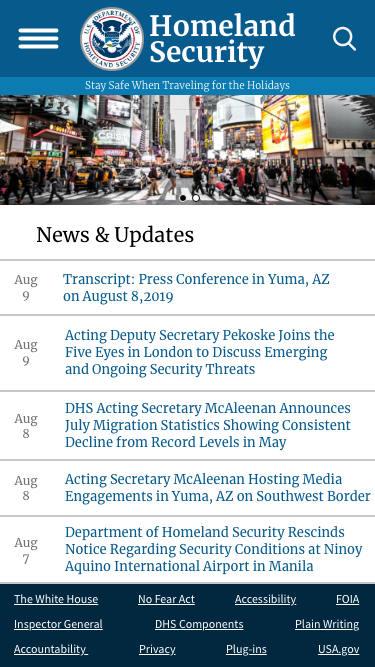 Homeland
Security
Stay Safe When Traveling for the Holidays
News & Updates
Aug
9
Transcript: Press Conference in Yuma, AZ
on August 8,2019
Aug
9
Acting Deputy Secretary Pekoske Joins the
Five Eyes in London to Discuss Emerging
and Ongoing Security Threats
Aug
8
DHS Acting Secretary McAleenan Announces
July Migration Statistics Showing Consistent
Decline from Record Levels in May
Aug
8
Acting Secretary McAleenan Hosting Media
Engagements in Yuma, AZ on Southwest Border
Aug
7
Department of Homeland Security Rescinds
Notice Regarding Security Conditions at Ninoy
Aquino International Airport in Manila
The White House No Fear Act Accessibility FOIA
Inspector General DHS Components Plain Writing
Accountability Privacy Plug-ins USA.gov